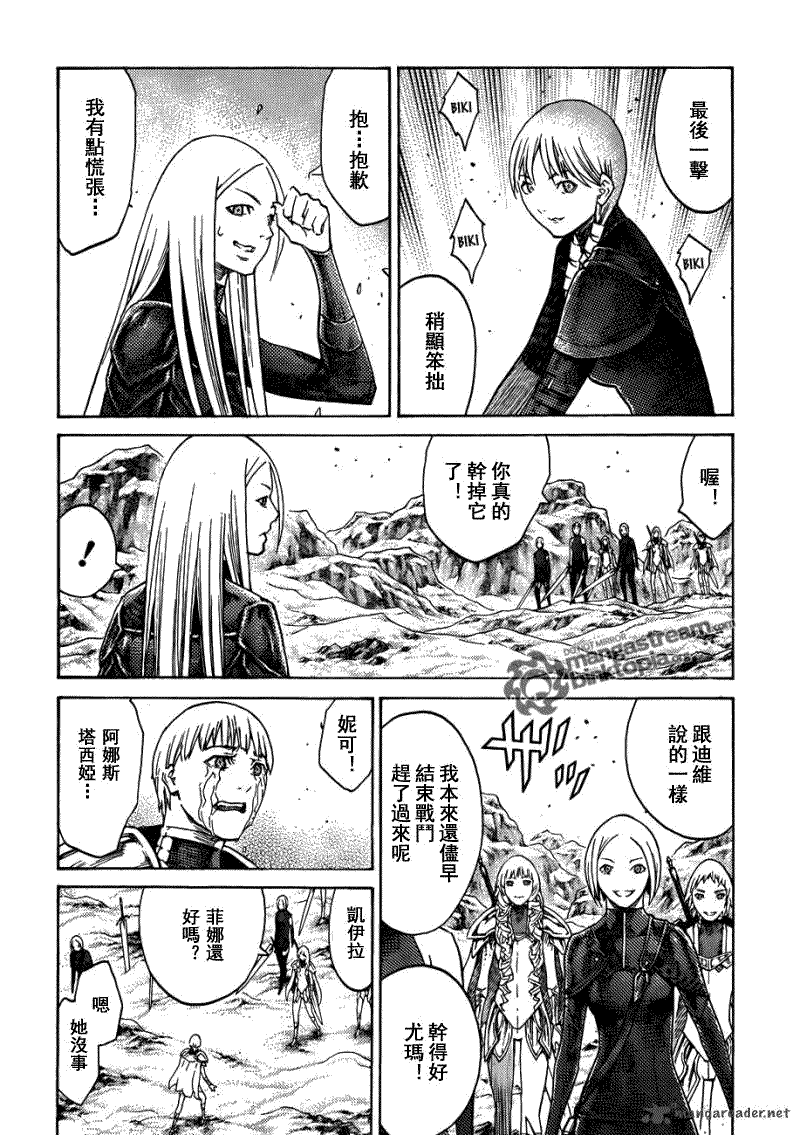 最後一擊
BIKI
BIKI
BIKI
稍顯笨拙
抱…抱歉
我有點慌張…
喔！
你真的
幹掉它
了！
！
mangastream.com
binktopia
跟迪維
說的一樣
我本來還儘早
結束戰鬥
趕了過來呢
幹得好
尤瑪！
妮可！
阿娜斯
塔西婭…
凱伊拉
菲娜還
好嗎？
嗯
她沒事
mangareader.net